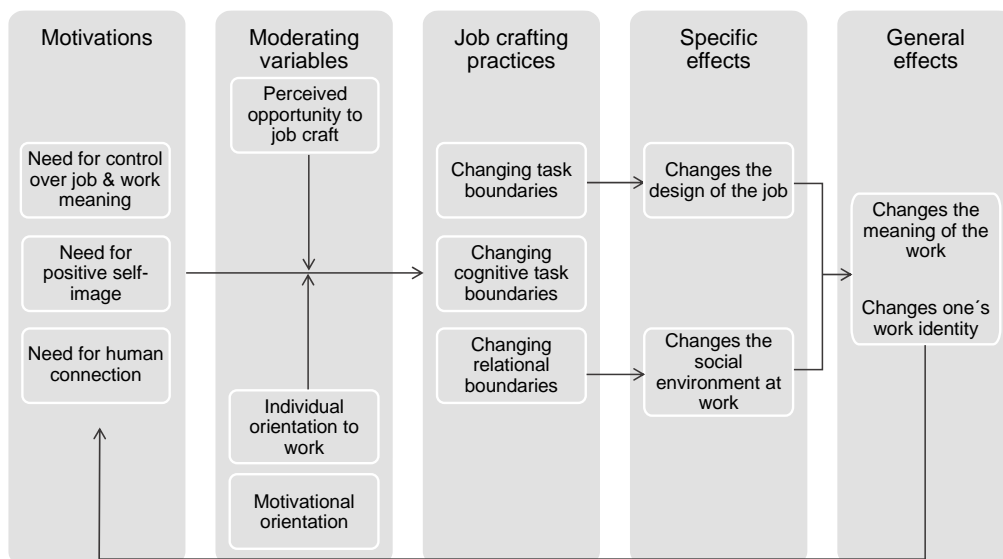 Motivations
Need for control
over job & work
meaning
Need for
positive self-
image
Need for human
connection
Moderating
variables
Perceived
opportunity to
job craft
Individual
orientation to
work
Motivational
orientation
Job crafting
practices
Changing task
boundaries
Changing
cognitive task
boundaries
Changing
relational
boundaries
Specific
effects
Changes the
design of the job
Changes the
social
environment at
work
General
effects
Changes the
meaning of the
work
Changes one´s
work identity